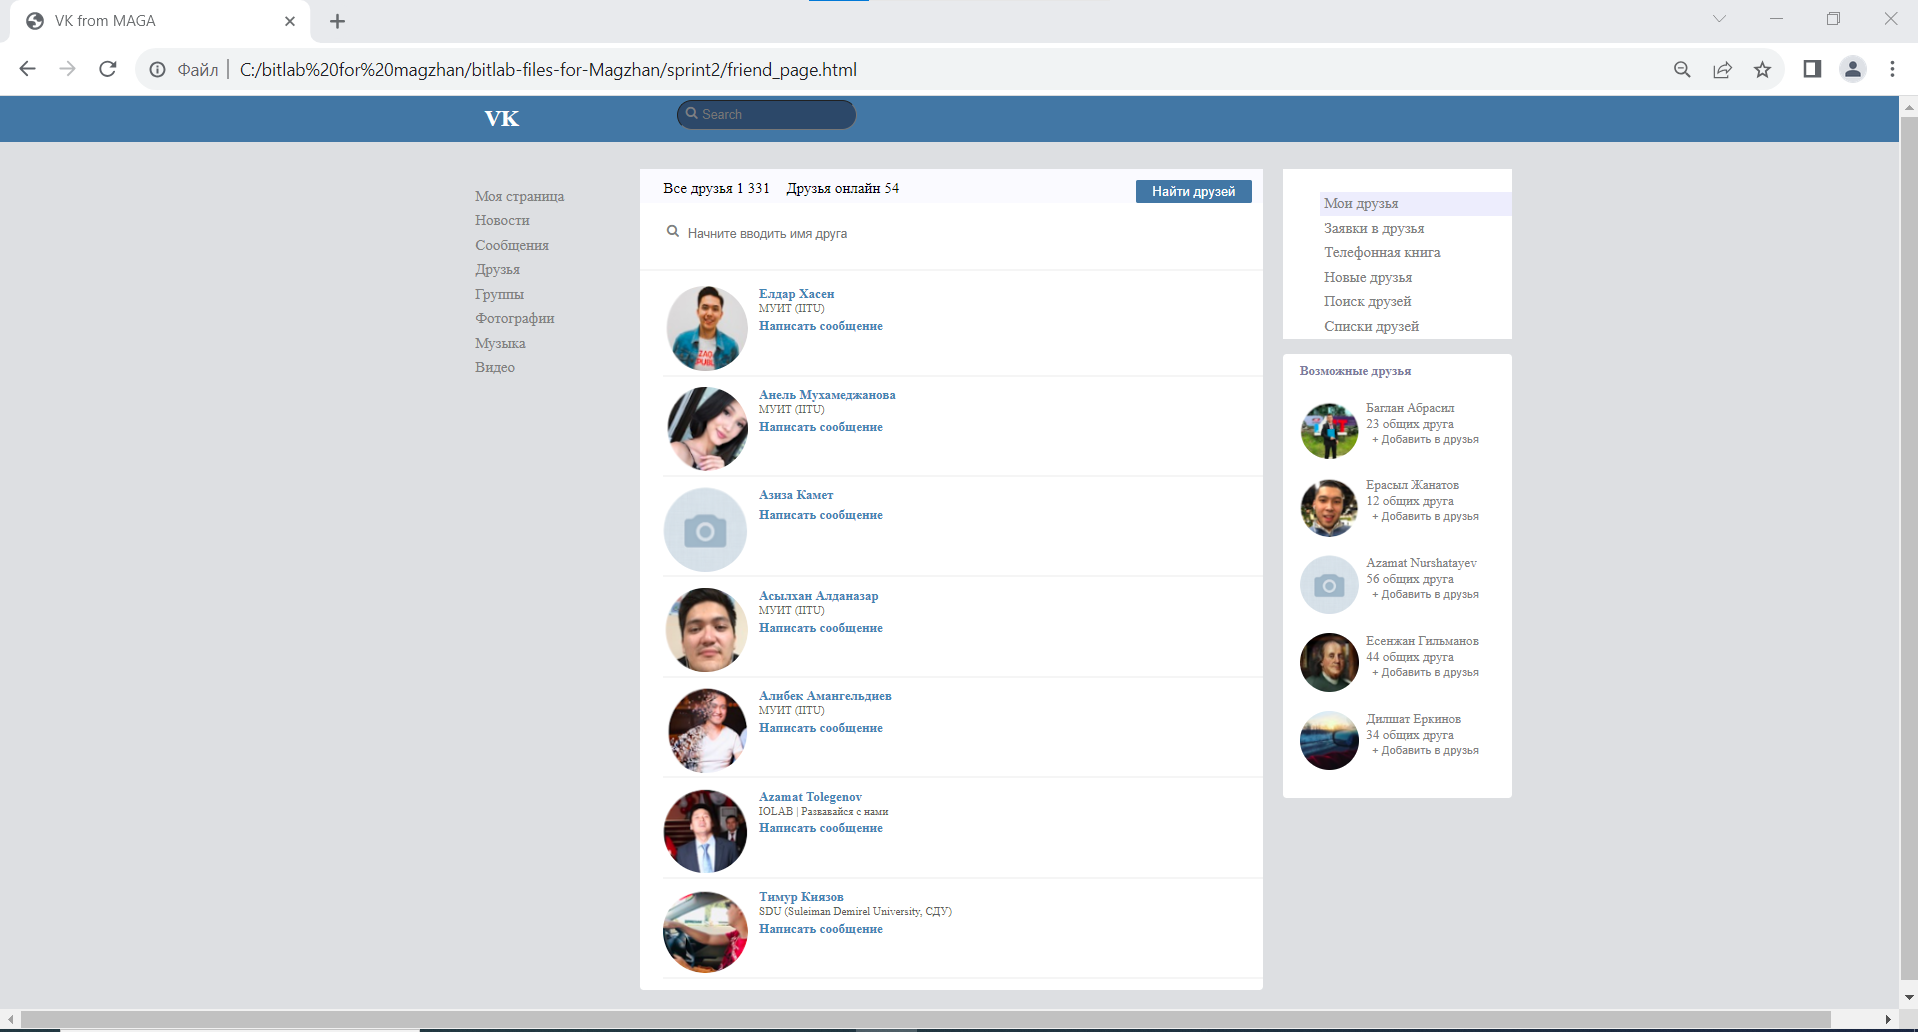 VK from MAGA
Файл
C:/bitlab%20for%20magzhan/bitlab-files-for-Magzhan/sprint2/friend_page.html
VK
Search
Моя страница
Новости
Сообщения
Друзья
Группы
Фотографии
Музыка
Видео
Все друзья 1 331 Друзья онлайн 54
Найти друзей
Начните вводить имя друга
Елдар Хасен
МУИТ (IITU)
Написать сообщение
Анель Мухамеджанова
МУИТ (IITU)
Написать сообщение
Азиза Камет
Написать сообщение
Асылхан Алданазар
МУИТ (IITU)
Написать сообщение
Алибек Амангельдиев
МУИТ (IITU)
Написать сообщение
Azamat Tolegenov
IOLAB | Развавайся с нами
Написать сообщение
Тимур Киязов
SDU (Suleiman Demirel University, СДУ)
Написать сообщение
Мои друзья
Заявки в друзья
Телефонная книга
Новые друзья
Поиск друзей
Списки друзей
Возможные друзья
Баглан Абрасил
23 общих друга
+ Добавить в друзья
Ерасыл Жанатов
12 общих друга
+ Добавить в друзья
Azamat Nurshatayev
56 общих друга
+ Добавить в друзья
Есенжан Гильманов
44 общих друга
+ Добавить в друзья
Дилшат Еркинов
34 общих друга
+ Добавить в друзья